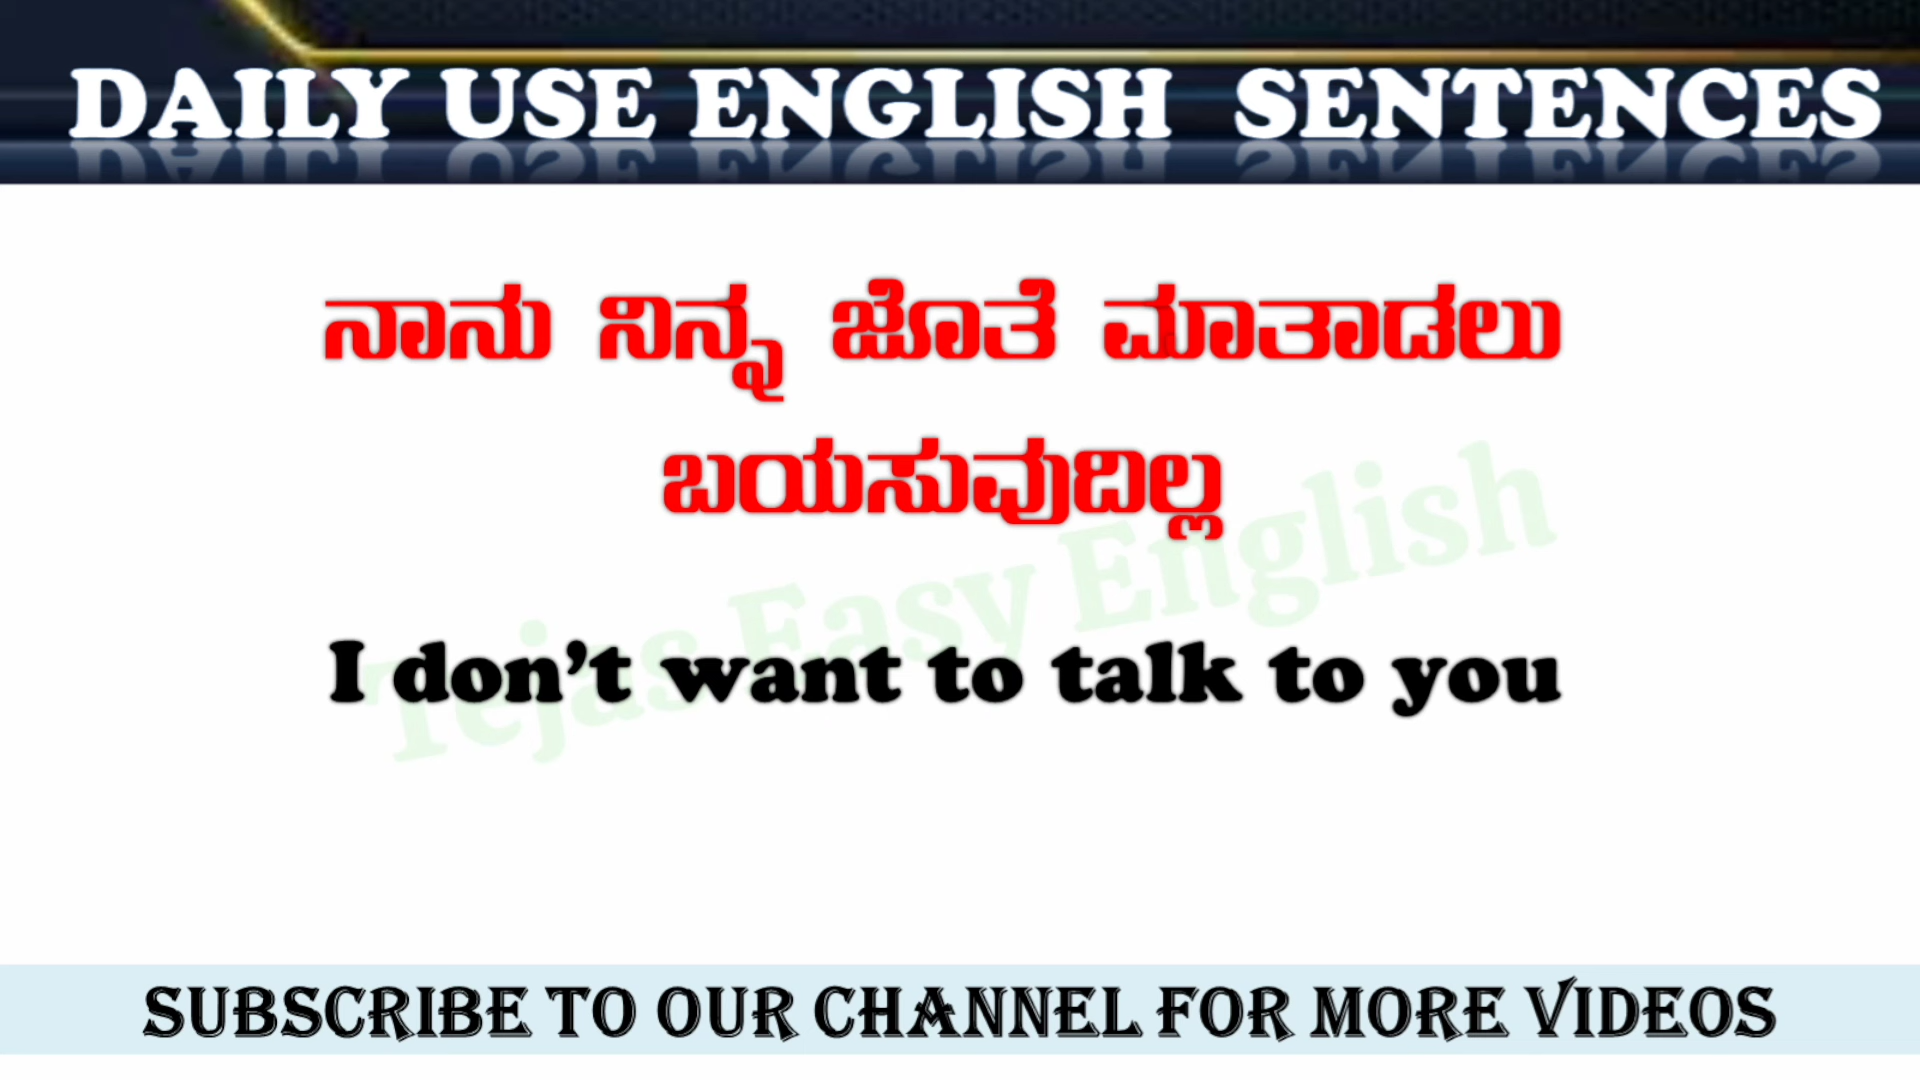 DAILY USE ENGLISH SENTENCES
ನಾನು ನಿನ್ನ ಜೊತೆ ಮಾತಾಡಲು
ಬಯಸುವುದಿಲ್ಲ
Tejas Easy English
I don’t want to talk to you
SUBSCRIBE TO OUR CHANNEL FOR MORE VIDEOS